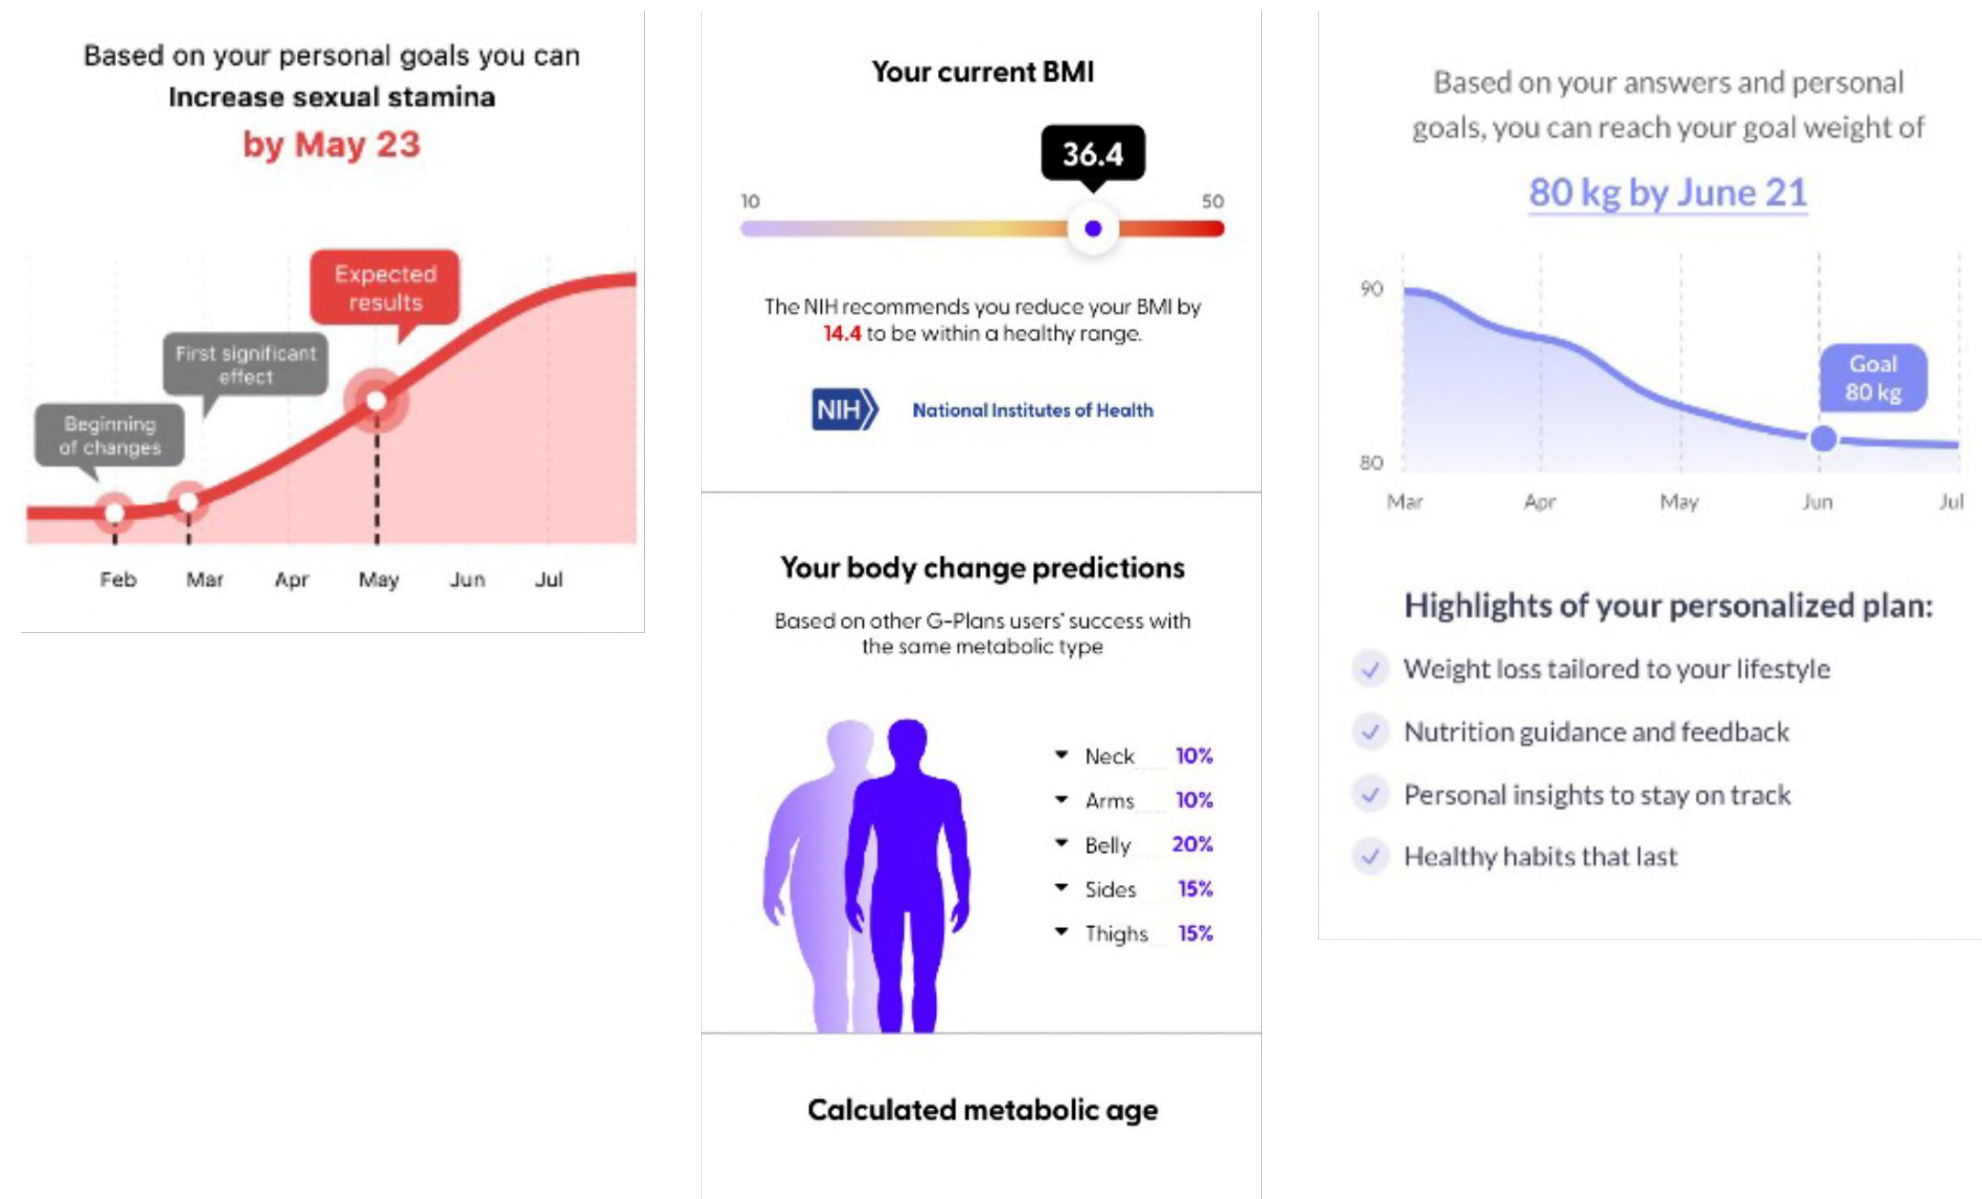 Based on your personal goals you can
Increase sexual stamina
by May 23
Expected
results
First significant
effect
Beginning
of changes
Feb
Mar
Apr
May
Jun
Jul
Your current BMI
36.4
10
50
The NIH recommends you reduce your BMI by
14.4 to be within a healthy range.
NIH
National Institutes of Health
Your body change predictions
Based on other G-Plans users' success with
the same metabolic type
Neck 10%
Arms 10%
Belly 20%
Sides 15%
Thighs 15%
Calculated metabolic age
Based on your answers and personal
goals, you can reach your goal weight of
80 kg by June 21
90
Goal
80 kg
80
Mar
Apr
May
Jun
Jul
Highlights of your personalized plan:
Weight loss tailored to your lifestyle
Nutrition guidance and feedback
Personal insights to stay on track
Healthy habits that last